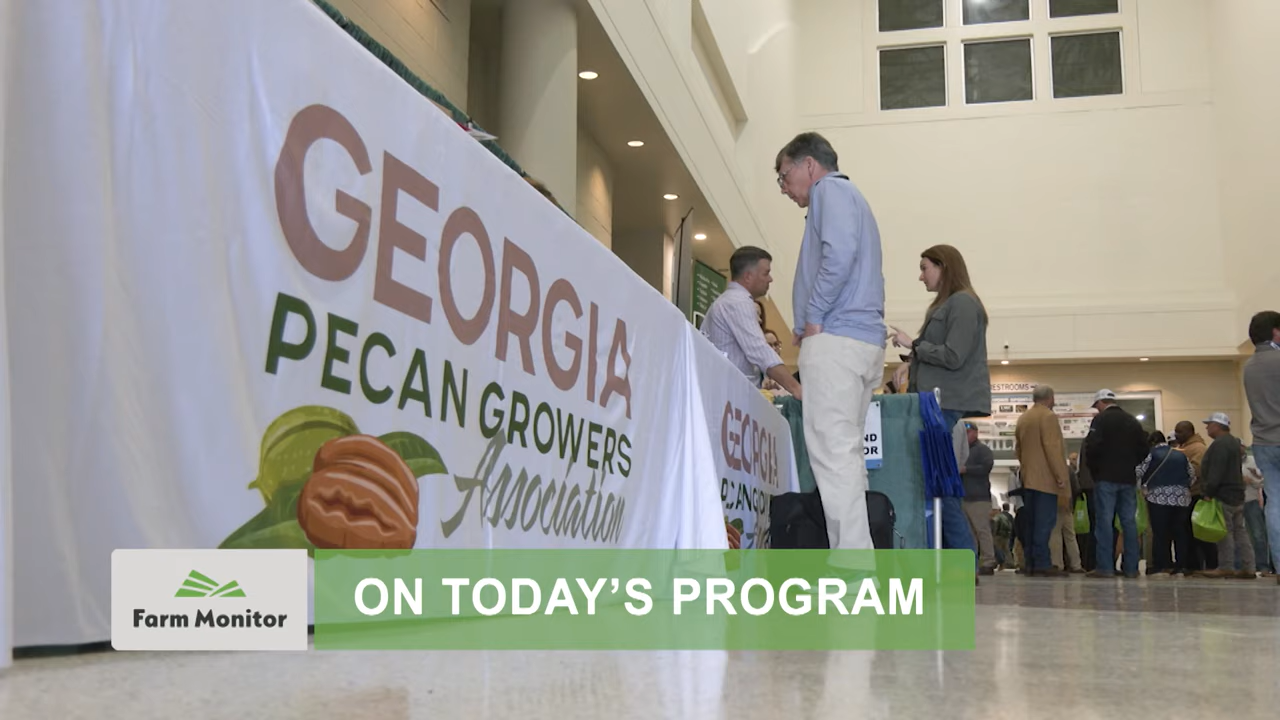 GEORGIA
PECAN GROWERS
Association
GEORGIA
RESTROOMS
Farm Monitor
ON TODAY'S PROGRAM